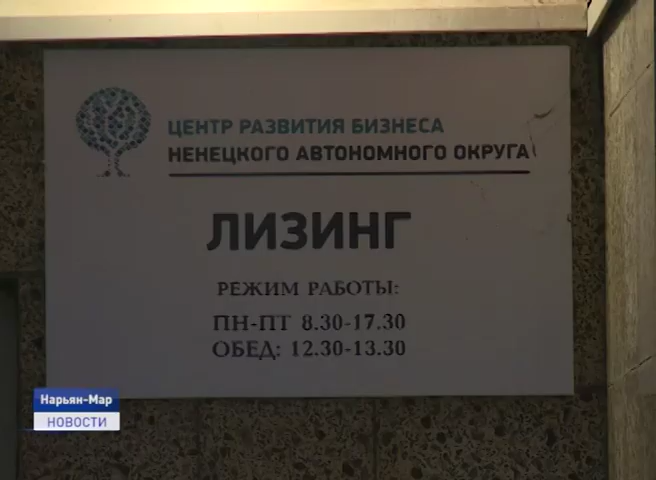 ЦЕНТР РАЗВИТИЯ БИЗНЕСА
НЕНЕЦКОГО АВТОНОМНОГО ОКРУГА
ЛИЗИНГ
РЕЖИМ РАБОТЫ:
ПН-ПТ 8.30-17.30
ОБЕД: 12.30-13.30
Нарьян-Мар
НОВОСТИ